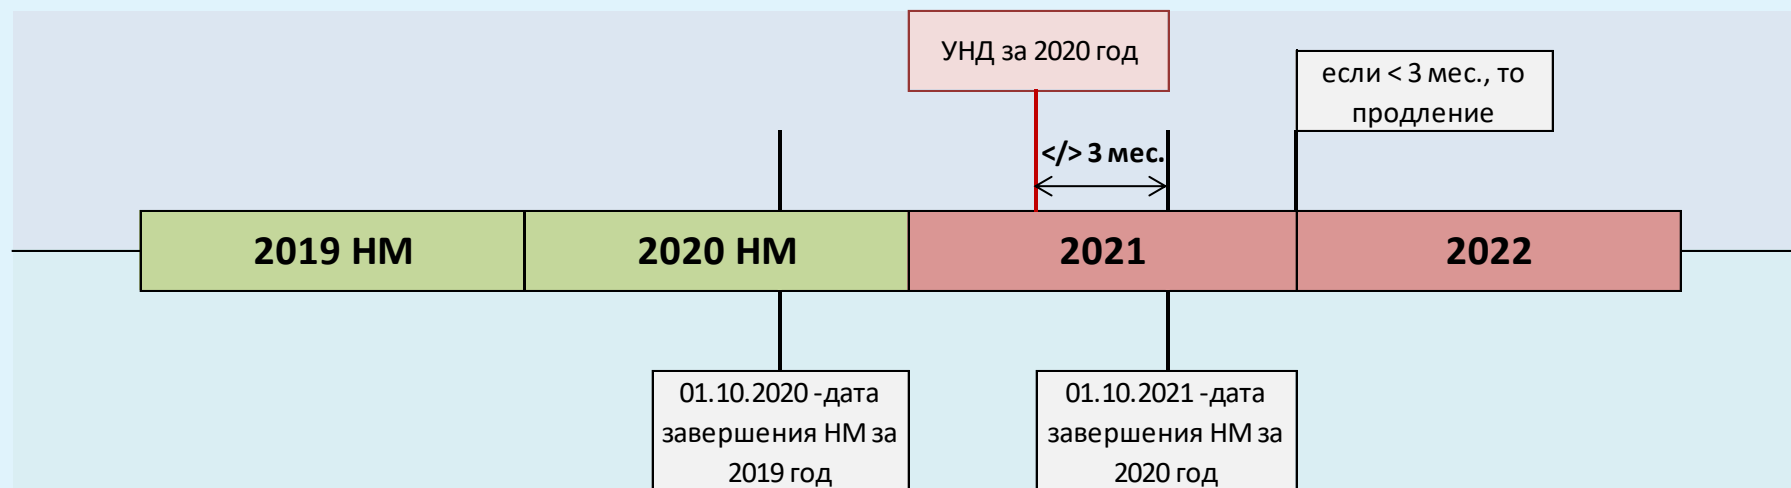 УНД за 2020 год
если < 3 мес., то
продление
</> 3 мес.
2019 НМ
2020 НМ
2021
2022
01.10.2020 -дата
завершения НМ за
2019 год
01.10.2021 -дата
завершения НМ за
2020 год